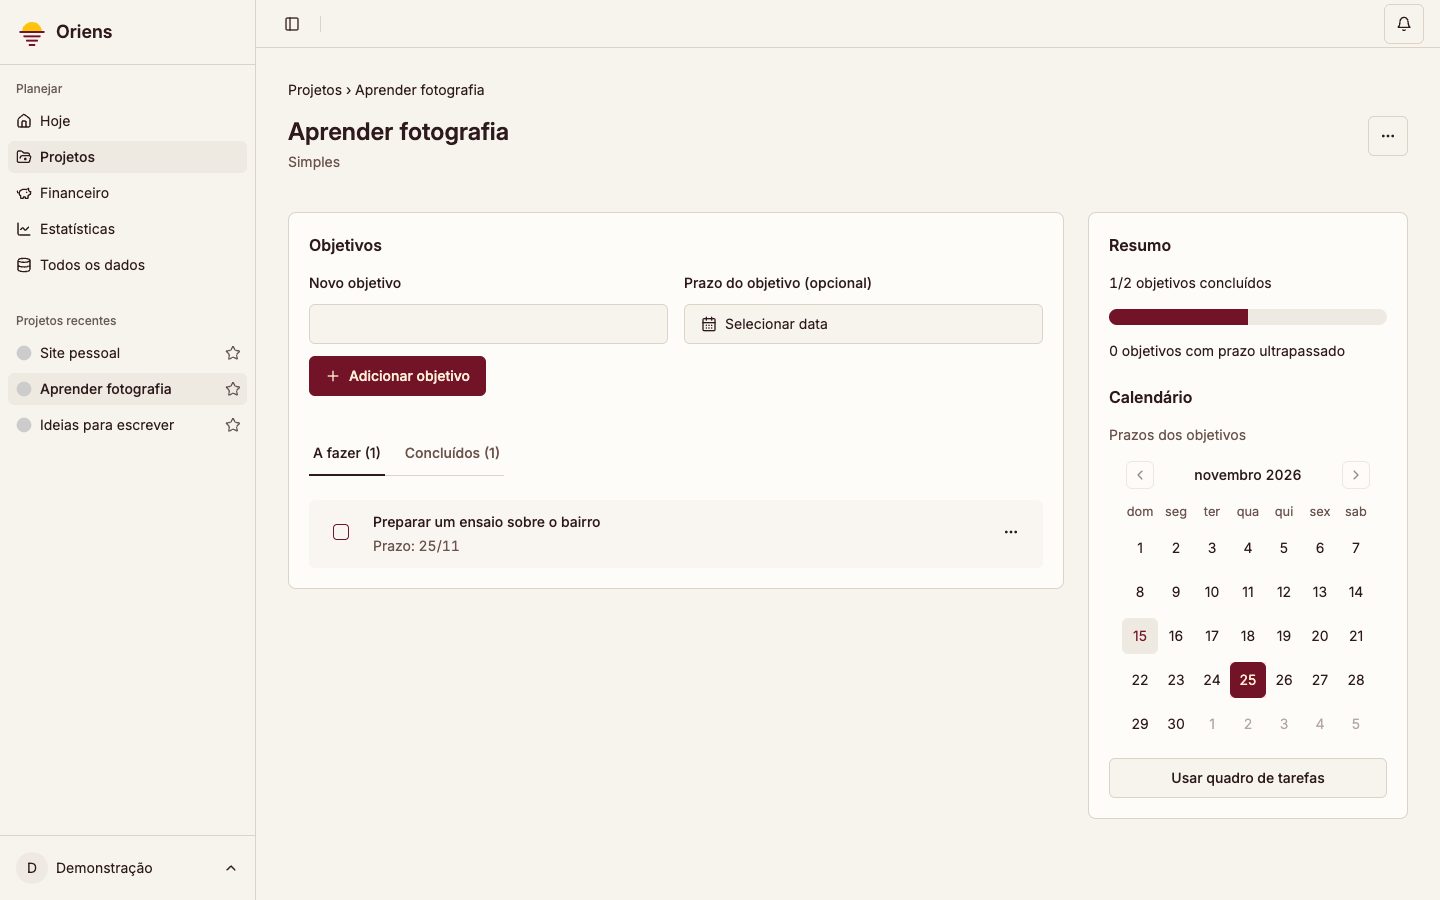 Oriens
Planejar
Hoje
Projetos
Financeiro
Estatísticas
Todos os dados
Projetos recentes
Site pessoal
Aprender fotografia
Ideias para escrever
D Demonstração
Projetos › Aprender fotografia
Aprender fotografia
Simples
Objetivos
Novo objetivo
Prazo do objetivo (opcional)
Selecionar data
Adicionar objetivo
A fazer (1) Concluídos (1)
Preparar um ensaio sobre o bairro
Prazo: 25/11
Resumo
1/2 objetivos concluídos
0 objetivos com prazo ultrapassado
Calendário
Prazos dos objetivos
novembro 2026
dom seg ter qua qui sex sab
1 2 3 4 5 6 7
8 9 10 11 12 13 14
15 16 17 18 19 20 21
22 23 24 25 26 27 28
29 30 1 2 3 4 5
Usar quadro de tarefas